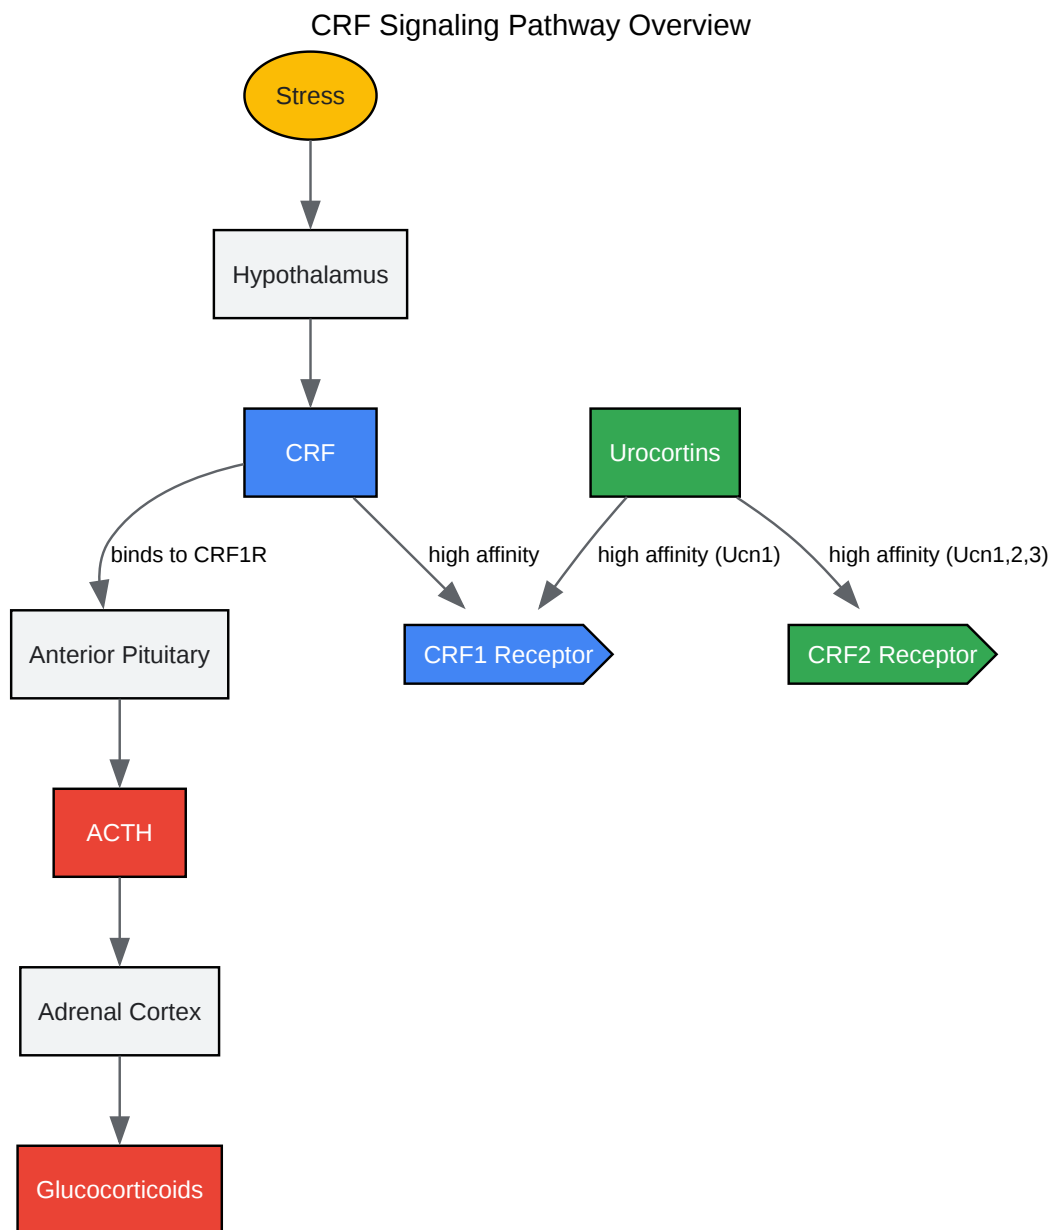 CRF Signaling Pathway Overview
Stress
Hypothalamus
CRF
Urocortins
binds to CRF1R
high affinity
high affinity (Ucn1)
high affinity (Ucn1,2,3)
Anterior Pituitary
CRF1 Receptor
CRF2 Receptor
ACTH
Adrenal Cortex
Glucocorticoids